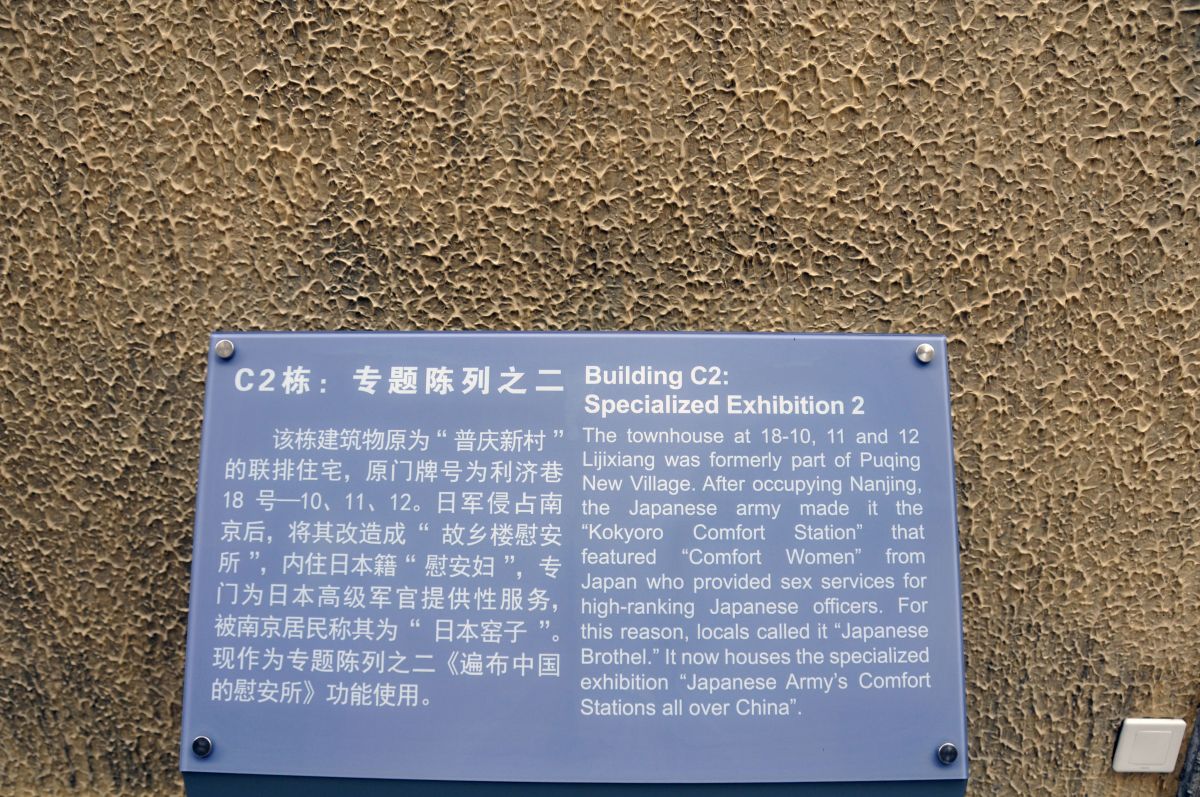 C2栋：专题陈列之二
该栋建筑物原为“普庆新村”
的联排住宅，原门牌号为利济巷
18 号—10、11、12。日军侵占南
京后，将其改造成“故乡楼慰安
所”，内住日本籍“慰安妇”，专
门为日本高级军官提供性服务，
被南京居民称其为“日本窑子”。
现作为专题陈列之二《遍布中国
的慰安所》功能使用。
Building C2:
Specialized Exhibition 2
The townhouse at 18-10, 11 and 12
Lijixiang was formerly part of Puqing
New Village. After occupying Nanjing,
the Japanese army made it the
“Kokyoro Comfort Station” that
featured “Comfort Women” from
Japan who provided sex services for
high-ranking Japanese officers. For
this reason, locals called it “Japanese
Brothel.” It now houses the specialized
exhibition “Japanese Army’s Comfort
Stations all over China”.